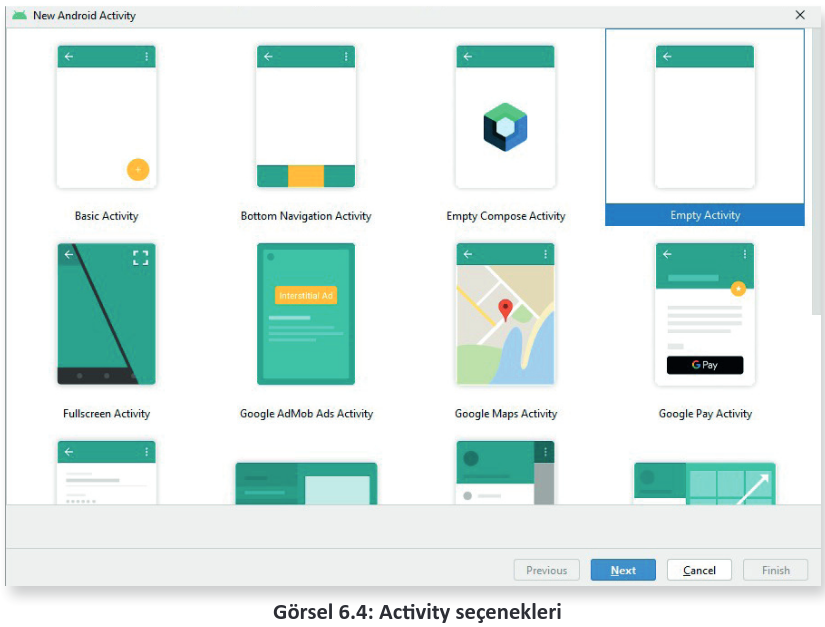 New Android Activity
Basic Activity
Bottom Navigation Activity
Empty Compose Activity
Empty Activity
Interstitial Ad
G Pay
Fullscreen Activity
Google AdMob Ads Activity
Google Maps Activity
Google Pay Activity
Previous
Next
Cancel
Finish
Görsel 6.4: Activity seçenekleri